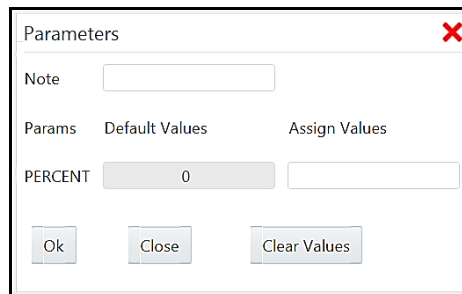 Parameters
Note
Params Default Values Assign Values
PERCENT 0
Ok Close Clear Values